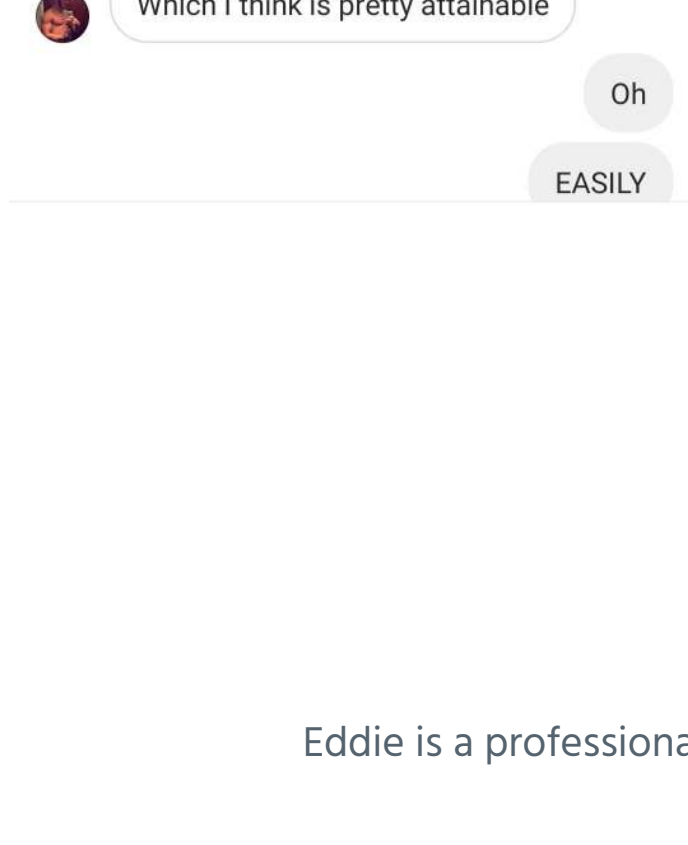 Which I think is pretty attainable
Oh
EASILY
Eddie is a professiona